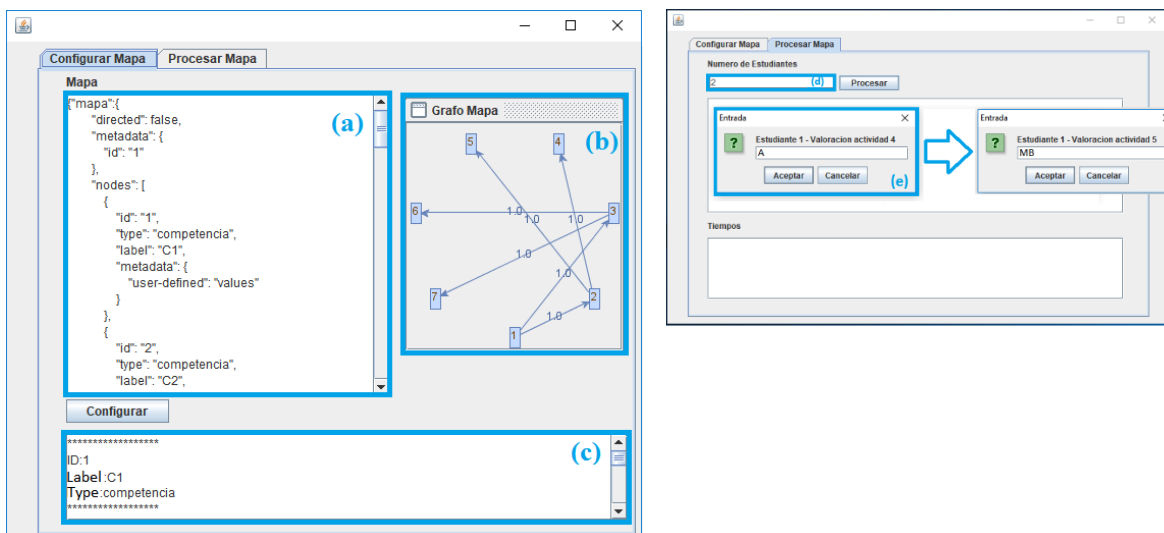 Configurar Mapa Procesar Mapa
Mapa
{"mapa":{
"directed": false,
"metadata": {
"id": "1"
},
"nodes": [
{
"id": "1",
"type": "competencia",
"label": "C1",
"metadata": {
"user-defined": "values"
}
},
{
"id": "2",
"type": "competencia",
"label": "C2",
(a)
Grafo Mapa
(b)
5 4
6 1.0 1.0 1.0 3
1.0
1.0
7 2
1.0
1
Configurar
******************
ID:1
Label :C1
Type:competencia
******************
(c)
Configurar Mapa Procesar Mapa
Numero de Estudiantes
2 (d) Procesar
Entrada
Estudiante 1 - Valoracion actividad 4
?
A
Aceptar Cancelar
(e)
Entrada
Estudiante 1 - Valoracion actividad 5
?
MB
Aceptar Cancelar
Tiempos